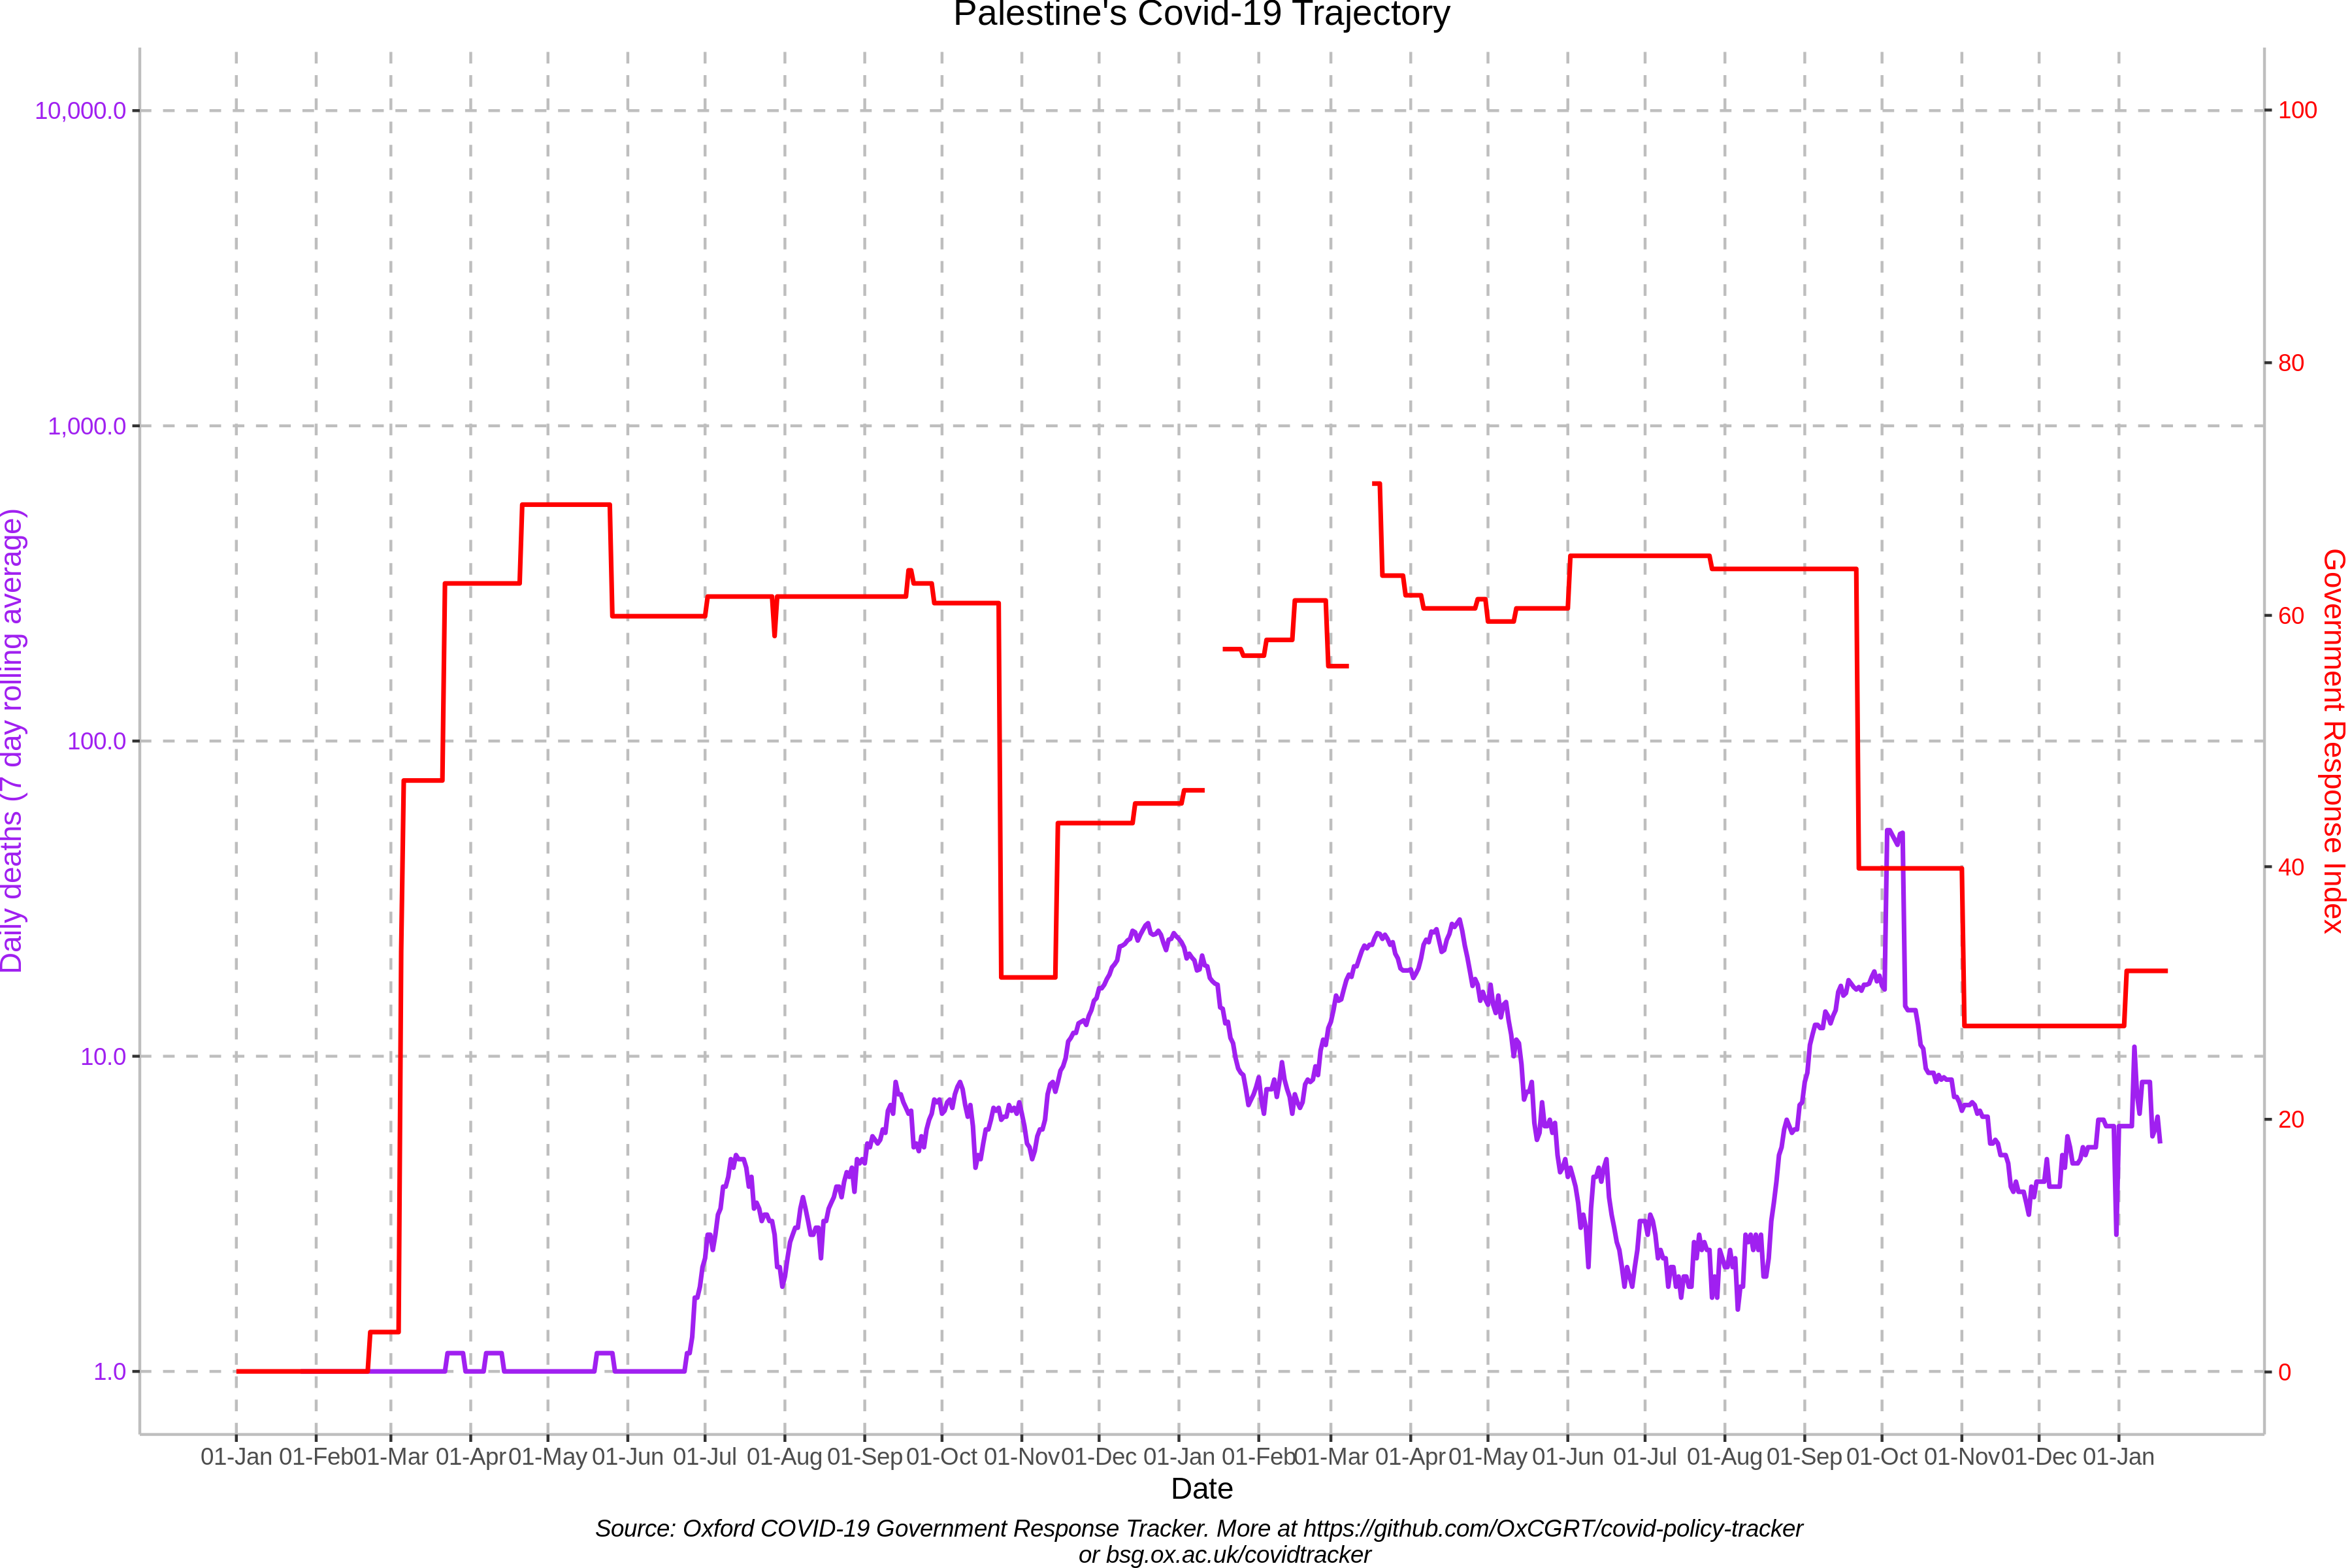 Palestine's Covid-19 Trajectory
10,000.0
1,000.0
100.0
10.0
1.0
Daily deaths (7 day rolling average)
100
80
60
40
20
0
Government Response Index
01-Jan 01-Feb 01-Mar 01-Apr 01-May 01-Jun 01-Jul 01-Aug 01-Sep 01-Oct 01-Nov 01-Dec 01-Jan 01-Feb 01-Mar 01-Apr 01-May 01-Jun 01-Jul 01-Aug 01-Sep 01-Oct 01-Nov 01-Dec 01-Jan
Date
Source: Oxford COVID-19 Government Response Tracker. More at https://github.com/OxCGRT/covid-policy-tracker
or bsg.ox.ac.uk/covidtracker